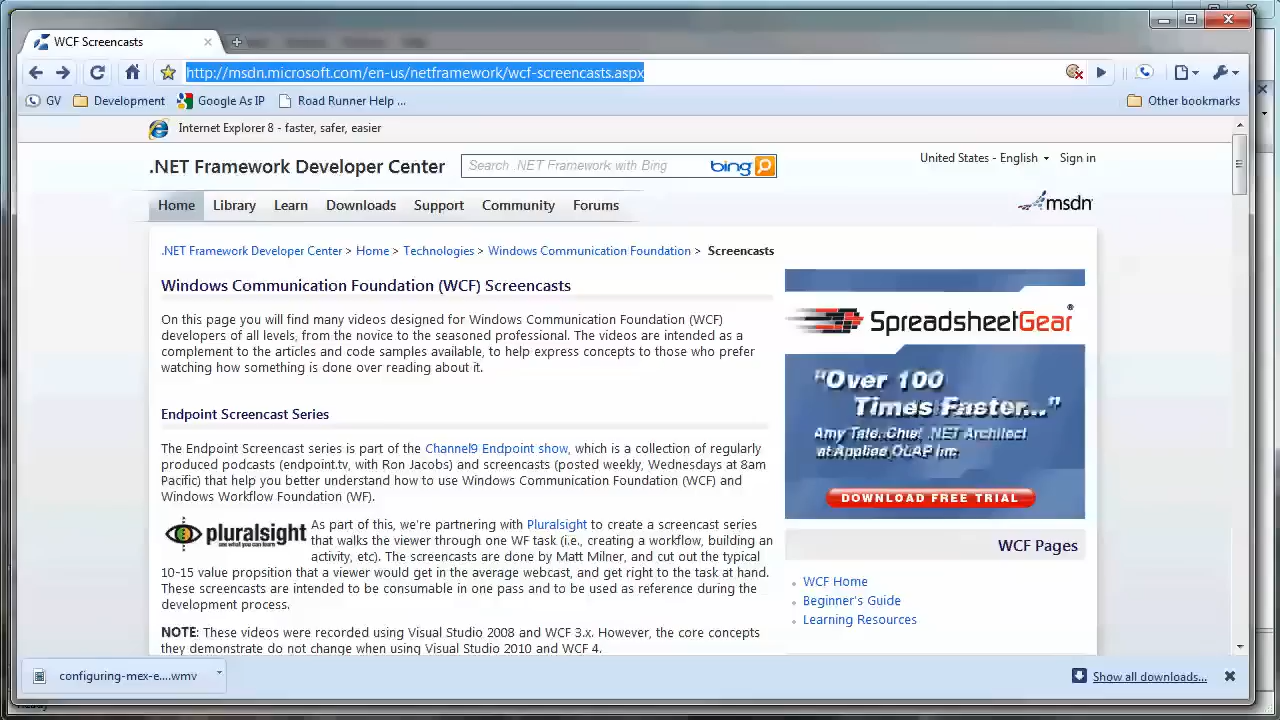 WCF Screencasts
http://msdn.microsoft.com/en-us/netframework/wcf-screencasts.aspx
GV Development Google As IP Road Runner Help ... Other bookmarks
Internet Explorer 8 - faster, safer, easier
.NET Framework Developer Center Search .NET Framework with Bing bing United States - English Sign in
Home Library Learn Downloads Support Community Forums msdn
.NET Framework Developer Center > Home > Technologies > Windows Communication Foundation > Screencasts
Windows Communication Foundation (WCF) Screencasts
On this page you will find many videos designed for Windows Communication Foundation (WCF)
developers of all levels, from the novice to the seasoned professional. The videos are intended as a
complement to the articles and code samples available, to help express concepts to those who prefer
watching how something is done over reading about it.
Endpoint Screencast Series
The Endpoint Screencast series is part of the Channel9 Endpoint show, which is a collection of regularly
produced podcasts (endpoint.tv, with Ron Jacobs) and screencasts (posted weekly, Wednesdays at 8am
Pacific) that help you better understand how to use Windows Communication Foundation (WCF) and
Windows Workflow Foundation (WF).
pluralsight
see what you can learn
As part of this, we're partnering with Pluralsight to create a screencast series
that walks the viewer through one WF task (i.e., creating a workflow, building an
activity, etc). The screencasts are done by Matt Milner, and cut out the typical
10-15 value propsition that a viewer would get in the average webcast, and get right to the task at hand.
These screencasts are intended to be consumable in one pass and to be used as reference during the
development process.
NOTE: These videos were recorded using Visual Studio 2008 and WCF 3.x. However, the core concepts
they demonstrate do not change when using Visual Studio 2010 and WCF 4.
SpreadsheetGear®
"Over 100
Times Faster..."
Amy Tate, Chief .NET Architect
at Applied OLAP Inc
DOWNLOAD FREE TRIAL
WCF Pages
WCF Home
Beginner's Guide
Learning Resources
configuring-mex-e....wmv Show all downloads...
Ready